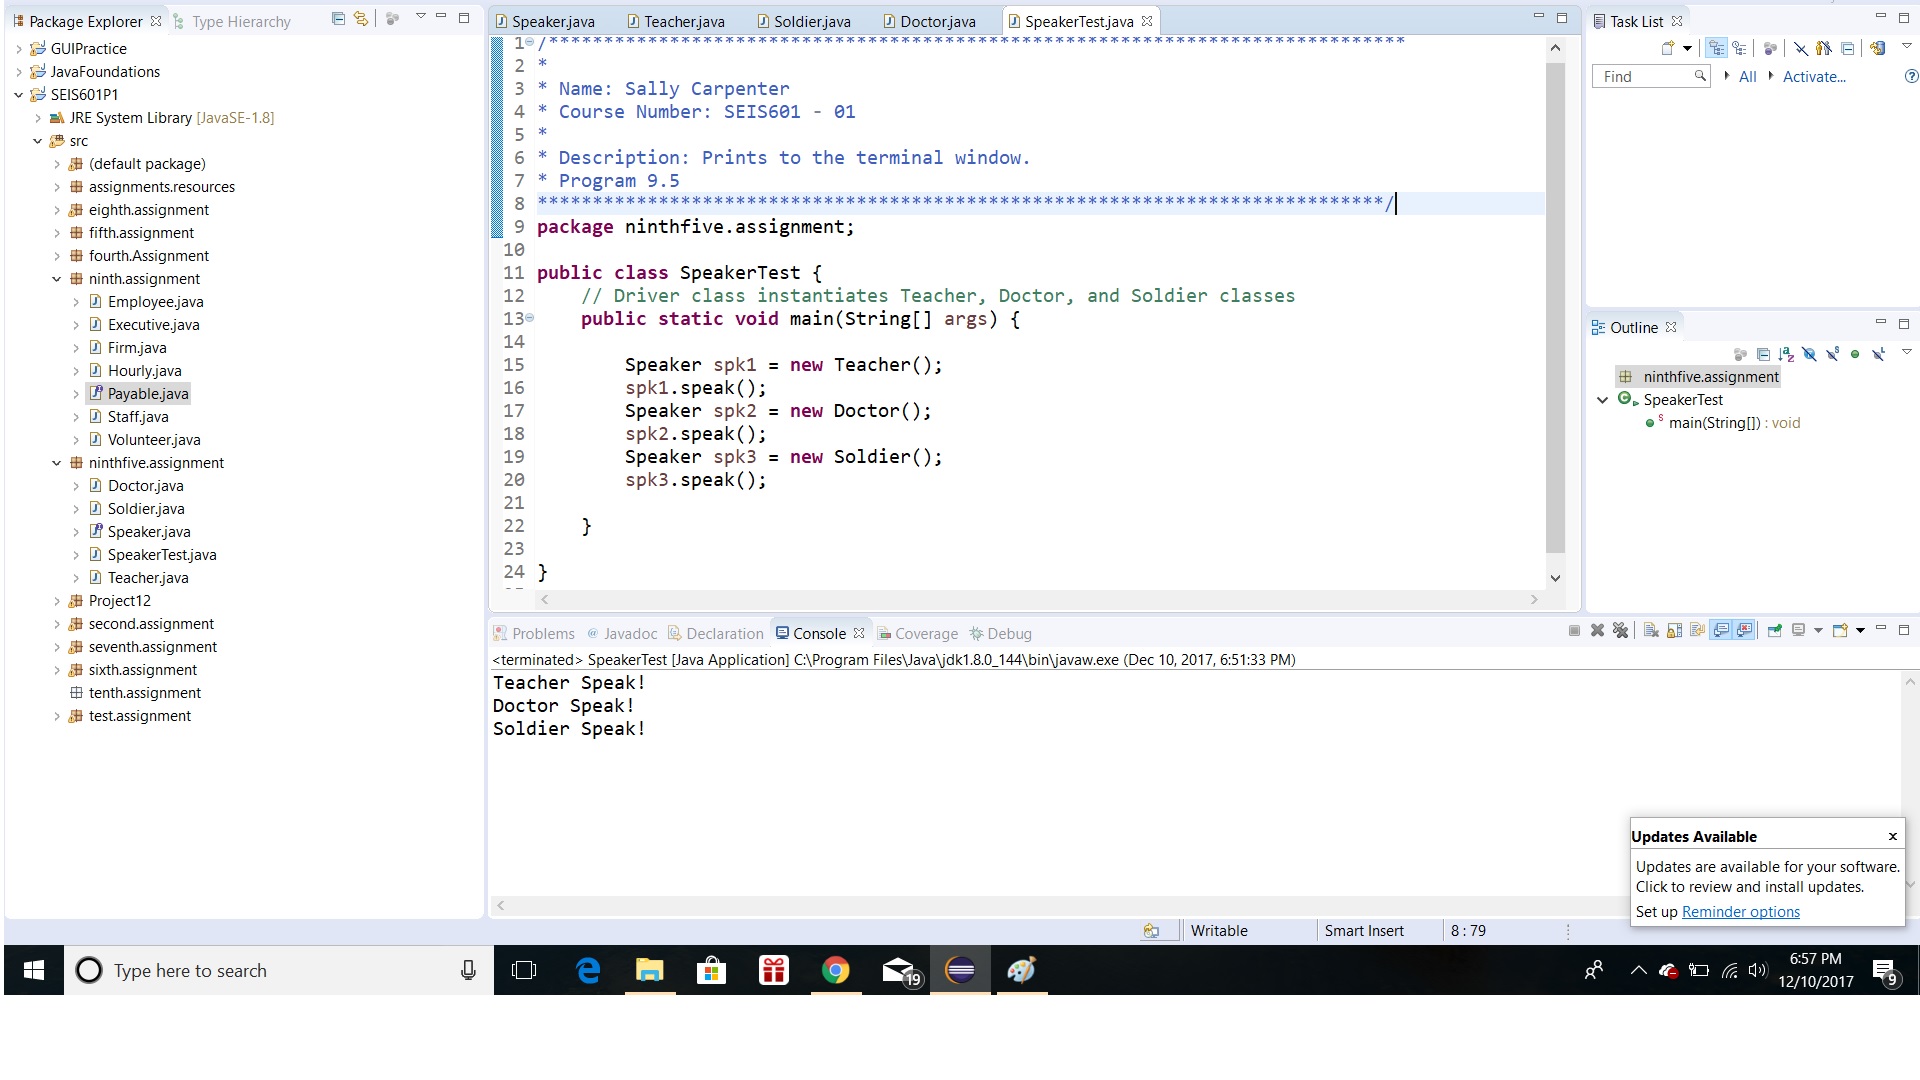 Package Explorer
Type Hierarchy
GUIPractice
JavaFoundations
SEIS601P1
JRE System Library [JavaSE-1.8]
src
(default package)
assignments.resources
eighth.assignment
fifth.assignment
fourth.Assignment
ninth.assignment
Employee.java
Executive.java
Firm.java
Hourly.java
Payable.java
Staff.java
Volunteer.java
ninthfive.assignment
Doctor.java
Soldier.java
Speaker.java
SpeakerTest.java
Teacher.java
Project12
second.assignment
seventh.assignment
sixth.assignment
tenth.assignment
test.assignment
Speaker.java Teacher.java Soldier.java Doctor.java SpeakerTest.java
1 /******************************************************************************
2 *
3 * Name: Sally Carpenter
4 * Course Number: SEIS601 - 01
5 *
6 * Description: Prints to the terminal window.
7 * Program 9.5
8 *****************************************************************************/
9 package ninthfive.assignment;
10
11 public class SpeakerTest {
12 // Driver class instantiates Teacher, Doctor, and Soldier classes
13 public static void main(String[] args) {
14
15 Speaker spk1 = new Teacher();
16 spk1.speak();
17 Speaker spk2 = new Doctor();
18 spk2.speak();
19 Speaker spk3 = new Soldier();
20 spk3.speak();
21
22 }
23
24 }
Problems @ Javadoc Declaration Console Coverage Debug
<terminated> SpeakerTest [Java Application] C:\Program Files\Java\jdk1.8.0_144\bin\javaw.exe (Dec 10, 2017, 6:51:33 PM)
Teacher Speak!
Doctor Speak!
Soldier Speak!
Task List
Find
All
Activate...
Outline
ninthfive.assignment
SpeakerTest
main(String[]) : void
Updates Available x
Updates are available for your software.
Click to review and install updates.
Set up Reminder options
Writable Smart Insert 8 : 79
Type here to search
19
6:57 PM
12/10/2017
9